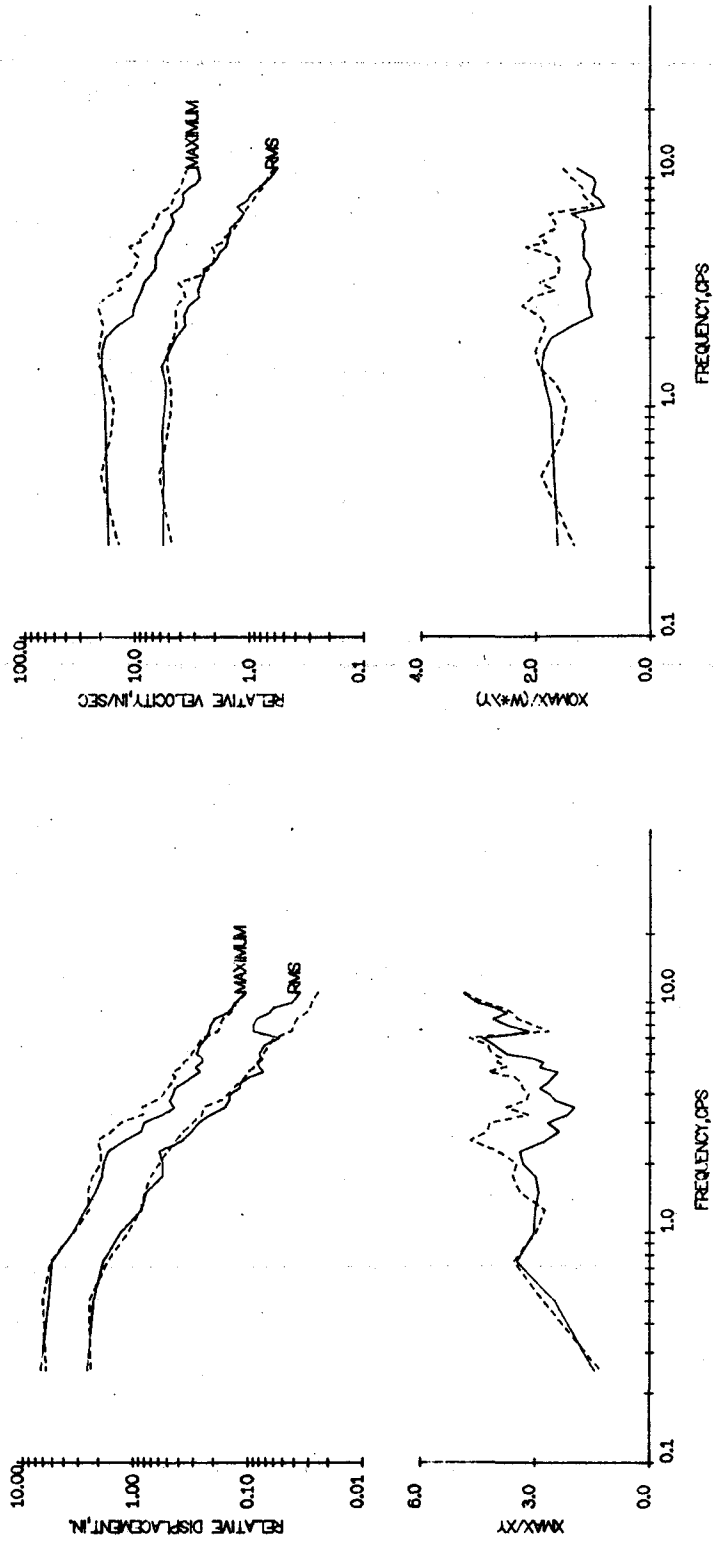 10.00
1.00
0.10
0.01
RELATIVE DISPLACEMENT,IN.
MAXIMUM
RMS
6.0
3.0
0.0
XMAX/XY
0.1
1.0
10.0
FREQUENCY,CPS
100.0
10.0
1.0
0.1
RELATIVE VELOCITY,IN/SEC
MAXIMUM
RMS
4.0
2.0
0.0
XOMAX/(W*XY)
0.1
1.0
10.0
FREQUENCY,CPS